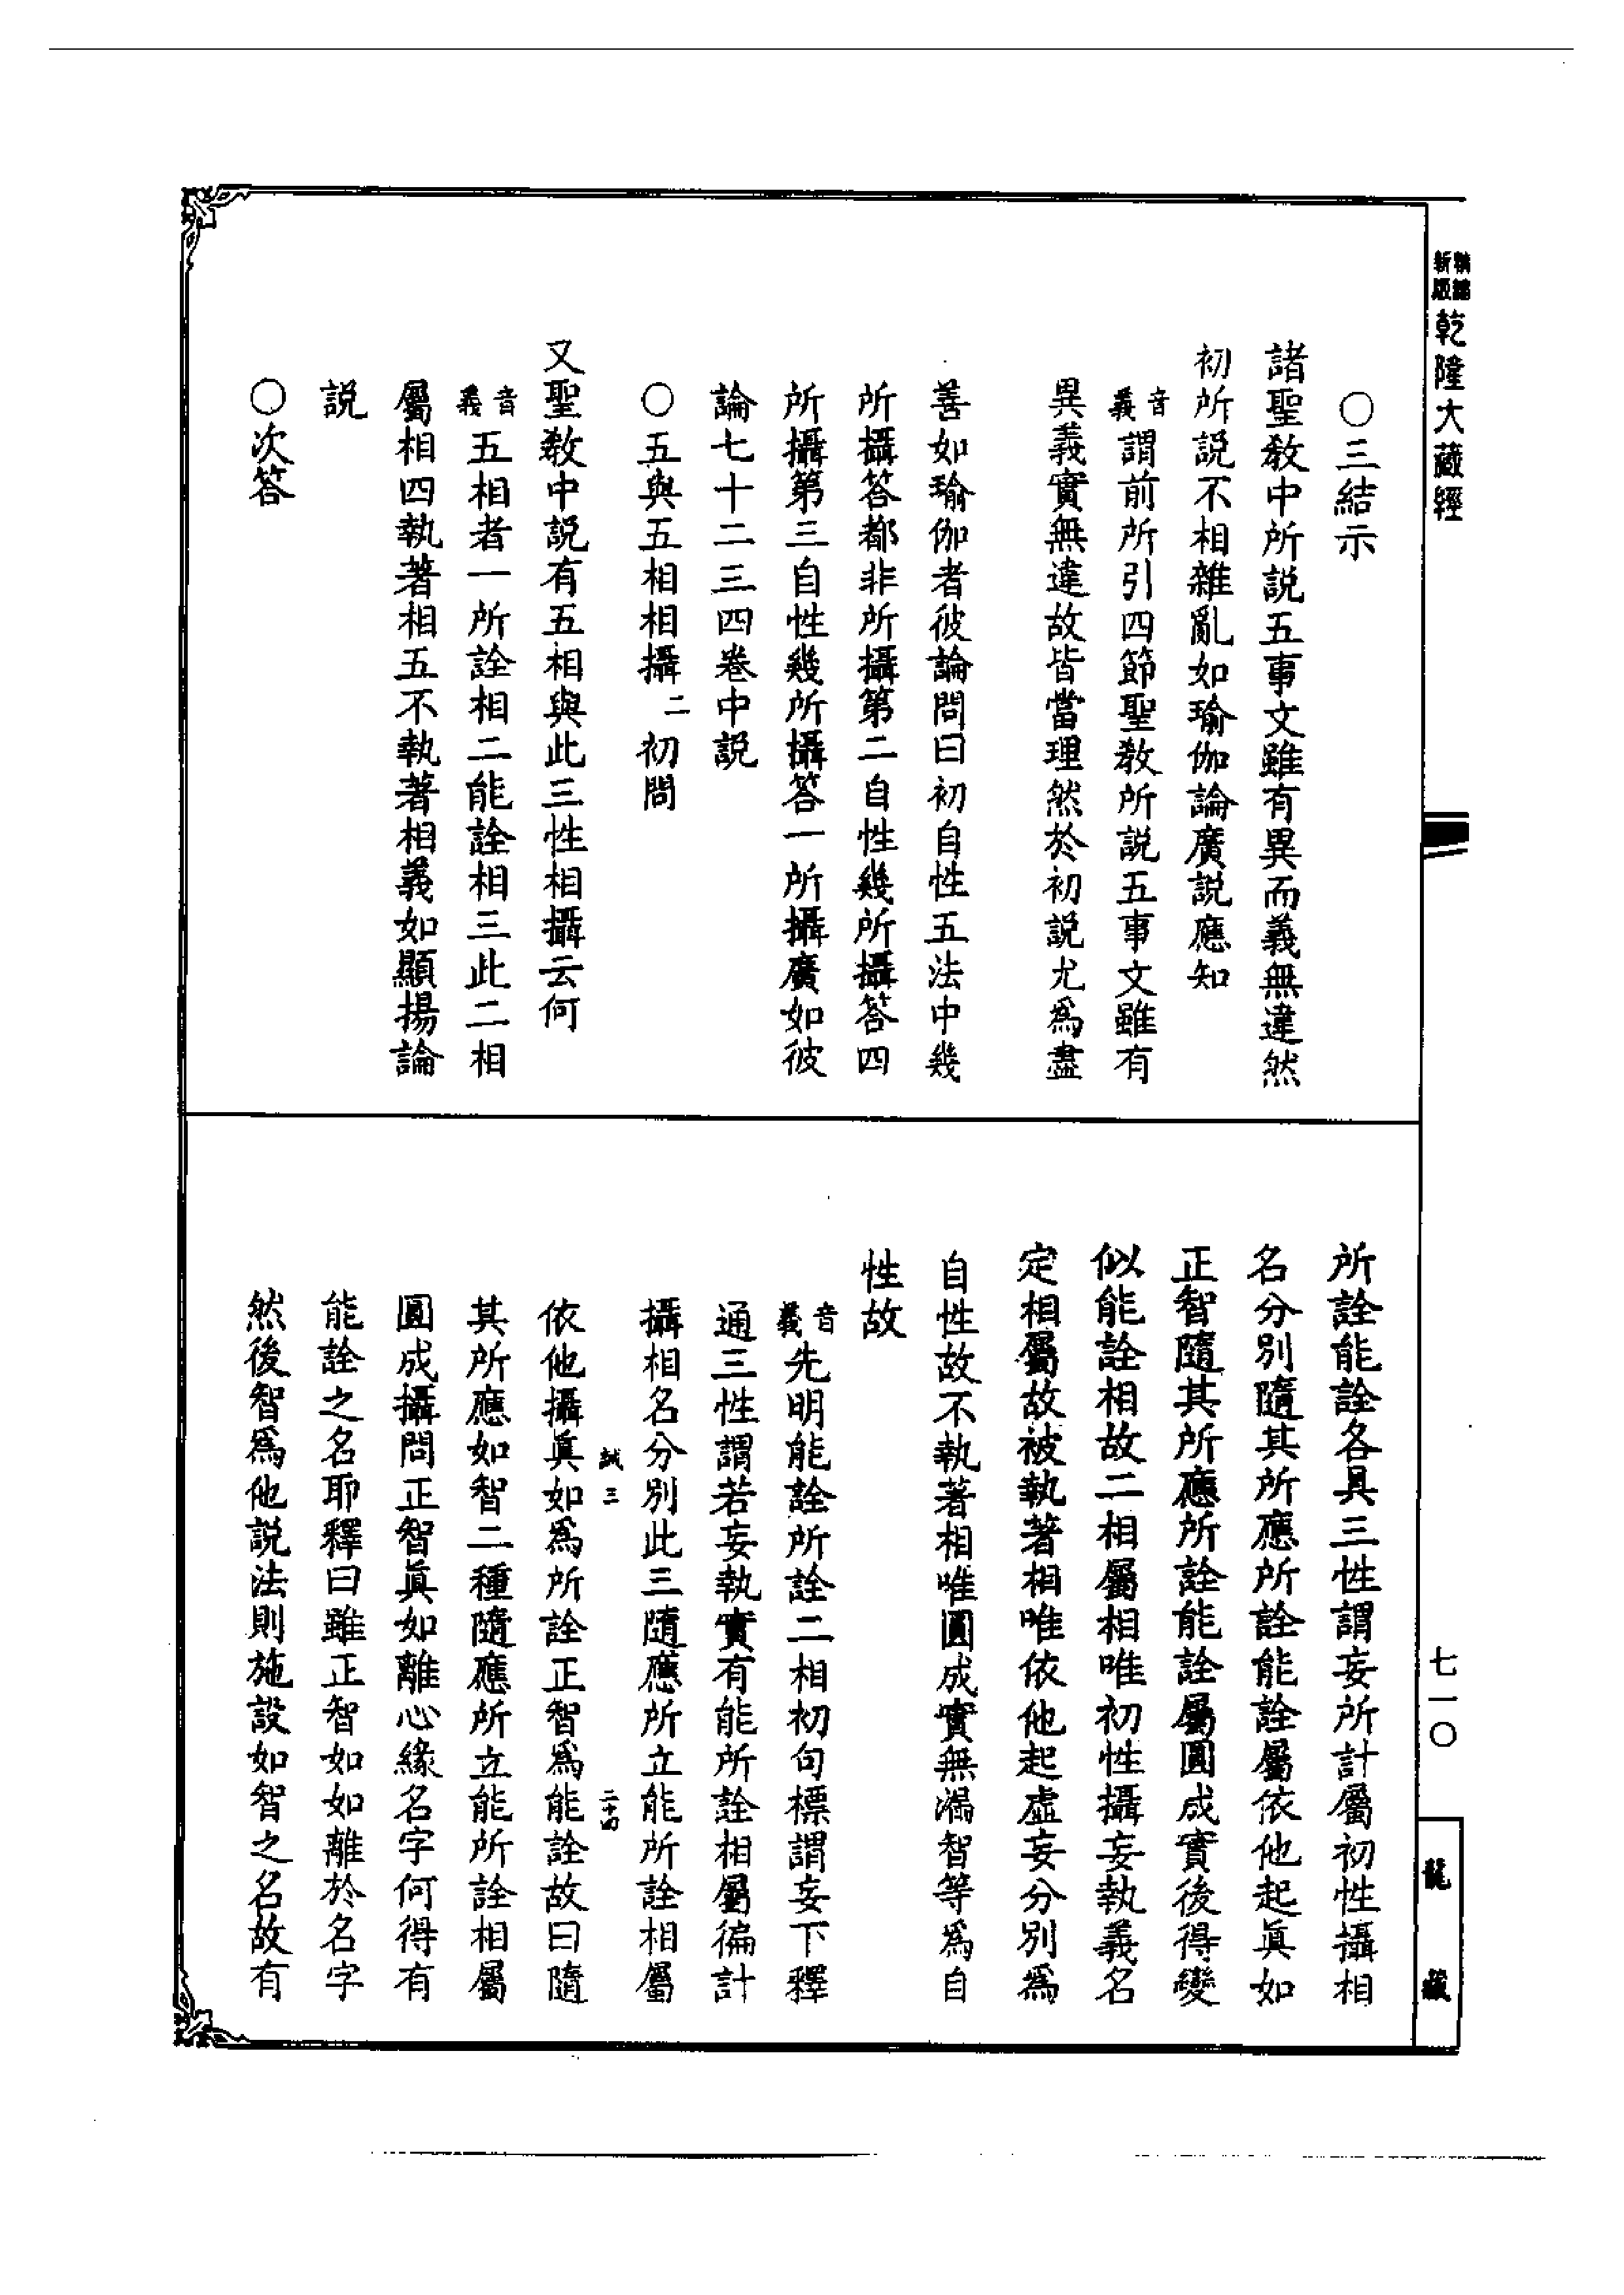 精縮新版乾隆大藏經
〇三結示
諸聖教中所説五事文雖有異而義無違然
初所説不相雜亂如瑜伽論廣説應知
音義謂前所引四節聖教所説五事文雖有
異義實無違故皆當理然於初説尤爲盡
善如瑜伽者彼論問曰初自性五法中幾
所攝答都非所攝第二自性幾所攝答四
所攝第三自性幾所攝答一所攝廣如彼
論七十二三四卷中説
〇五與五相相攝二初問
又聖教中説有五相與此三性相攝云何
音義五相者一所詮相二能詮相三此二相
屬相四執著相五不執著相義如顯揚論
説
〇次答
所詮能詮各具三性謂妄所計屬初性攝相
名分別隨其所應所詮能詮屬依他起眞如
正智隨其所應所詮能詮屬圓成實後得變
似能詮相故二相屬相唯初性攝妄執義名
定相屬故彼執著相唯依他起虛妄分別爲
自性故不執著相唯圓成實無漏智等爲自
性故
音義先明能詮所詮二相初句標謂妄下釋
通三性謂若妄執實有能所詮相屬徧計
攝相名分別此三隨應所立能所詮相屬
誠三 二十四
依他攝眞如爲所詮正智爲能詮故曰隨
其所應如智二種隨應所立能所詮相屬
圓成攝問正智眞如離心緣名字何得有
能詮之名耶釋曰雖正智如如離於名字
然後智爲他説法則施設如智之名故有
七一〇
龍藏